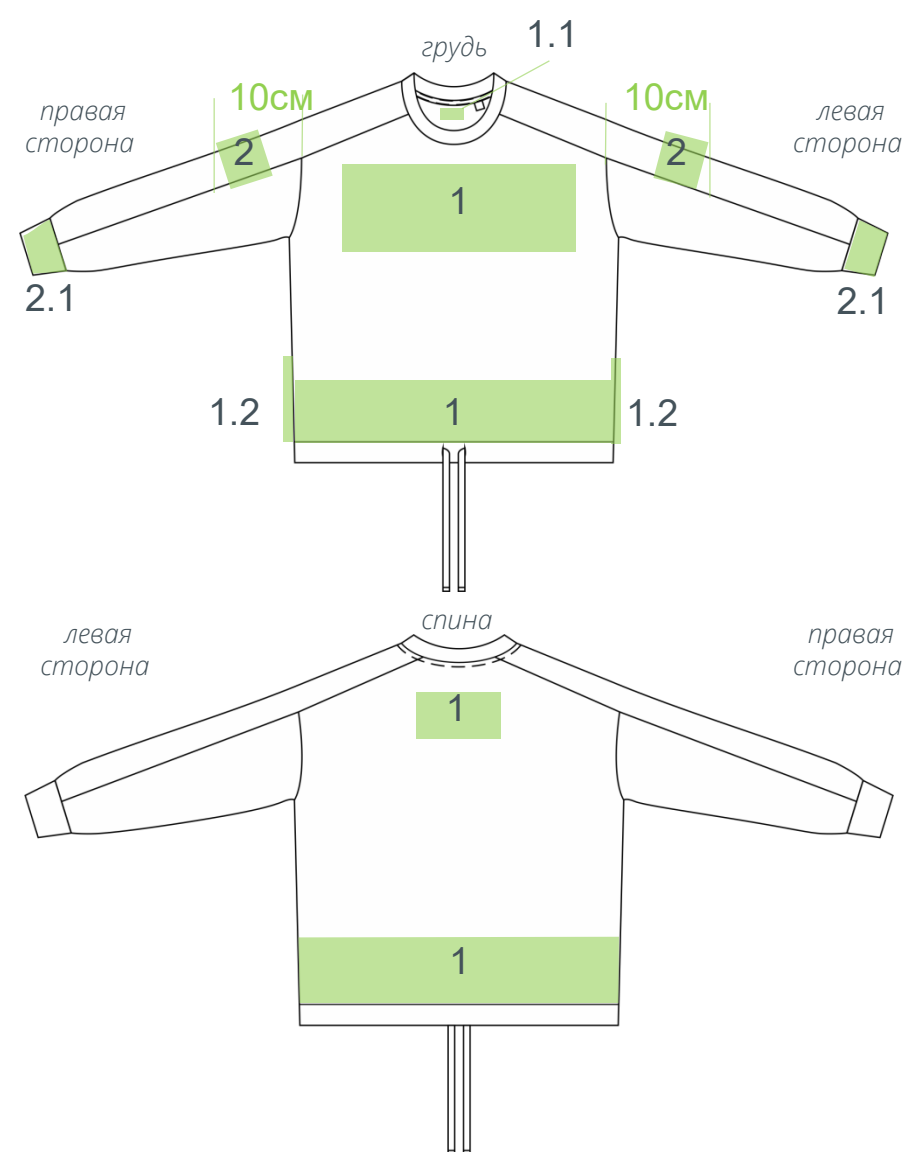 грудь
1.1
10см
10см
правая
сторона
левая
сторона
2
2
1
2.1
2.1
1.2
1
1.2
спина
левая
сторона
правая
сторона
1
1